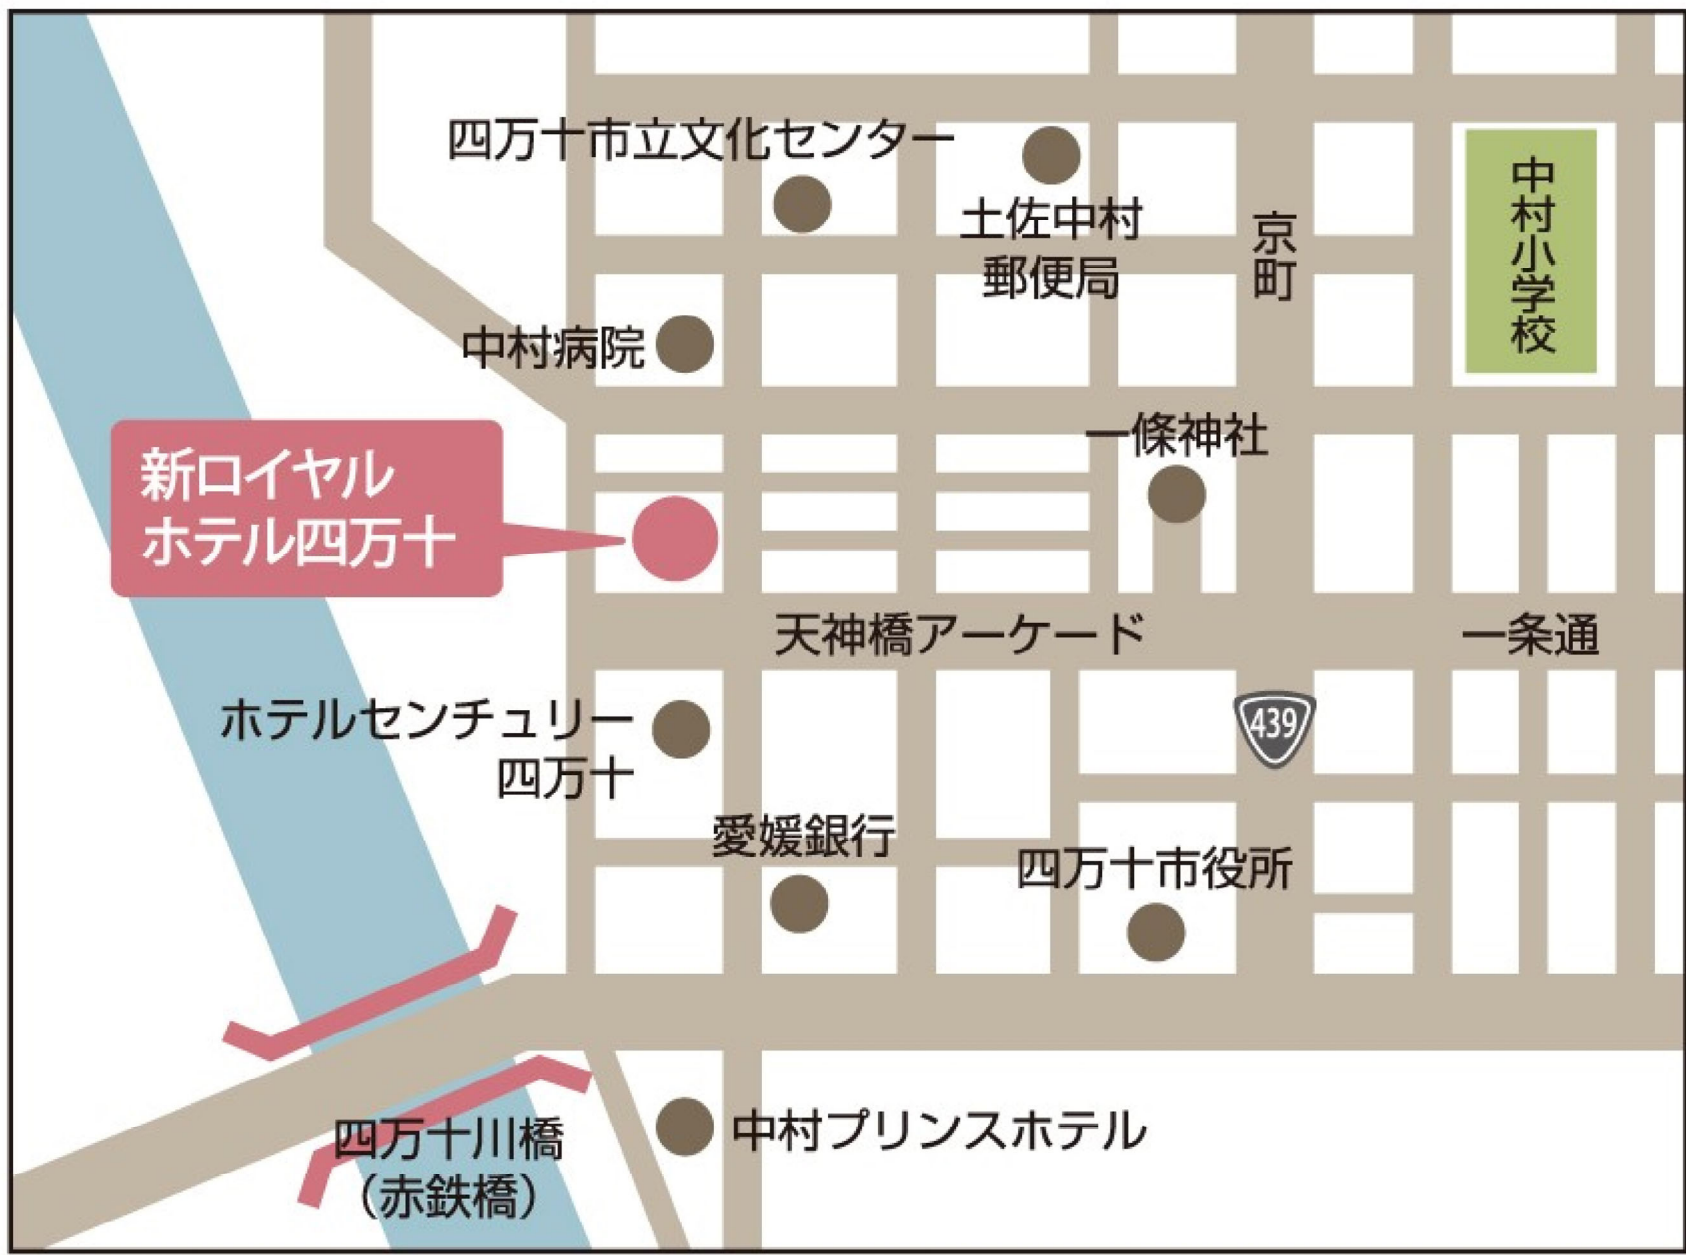 四万十市立文化センター
土佐中村
郵便局
京町
中村小学校
中村病院
一條神社
新ロイヤル
ホテル四万十
天神橋アーケード
一条通
ホテルセンチュリー
四万十
439
愛媛銀行
四万十市役所
中村プリンスホテル
四万十川橋
（赤鉄橋）